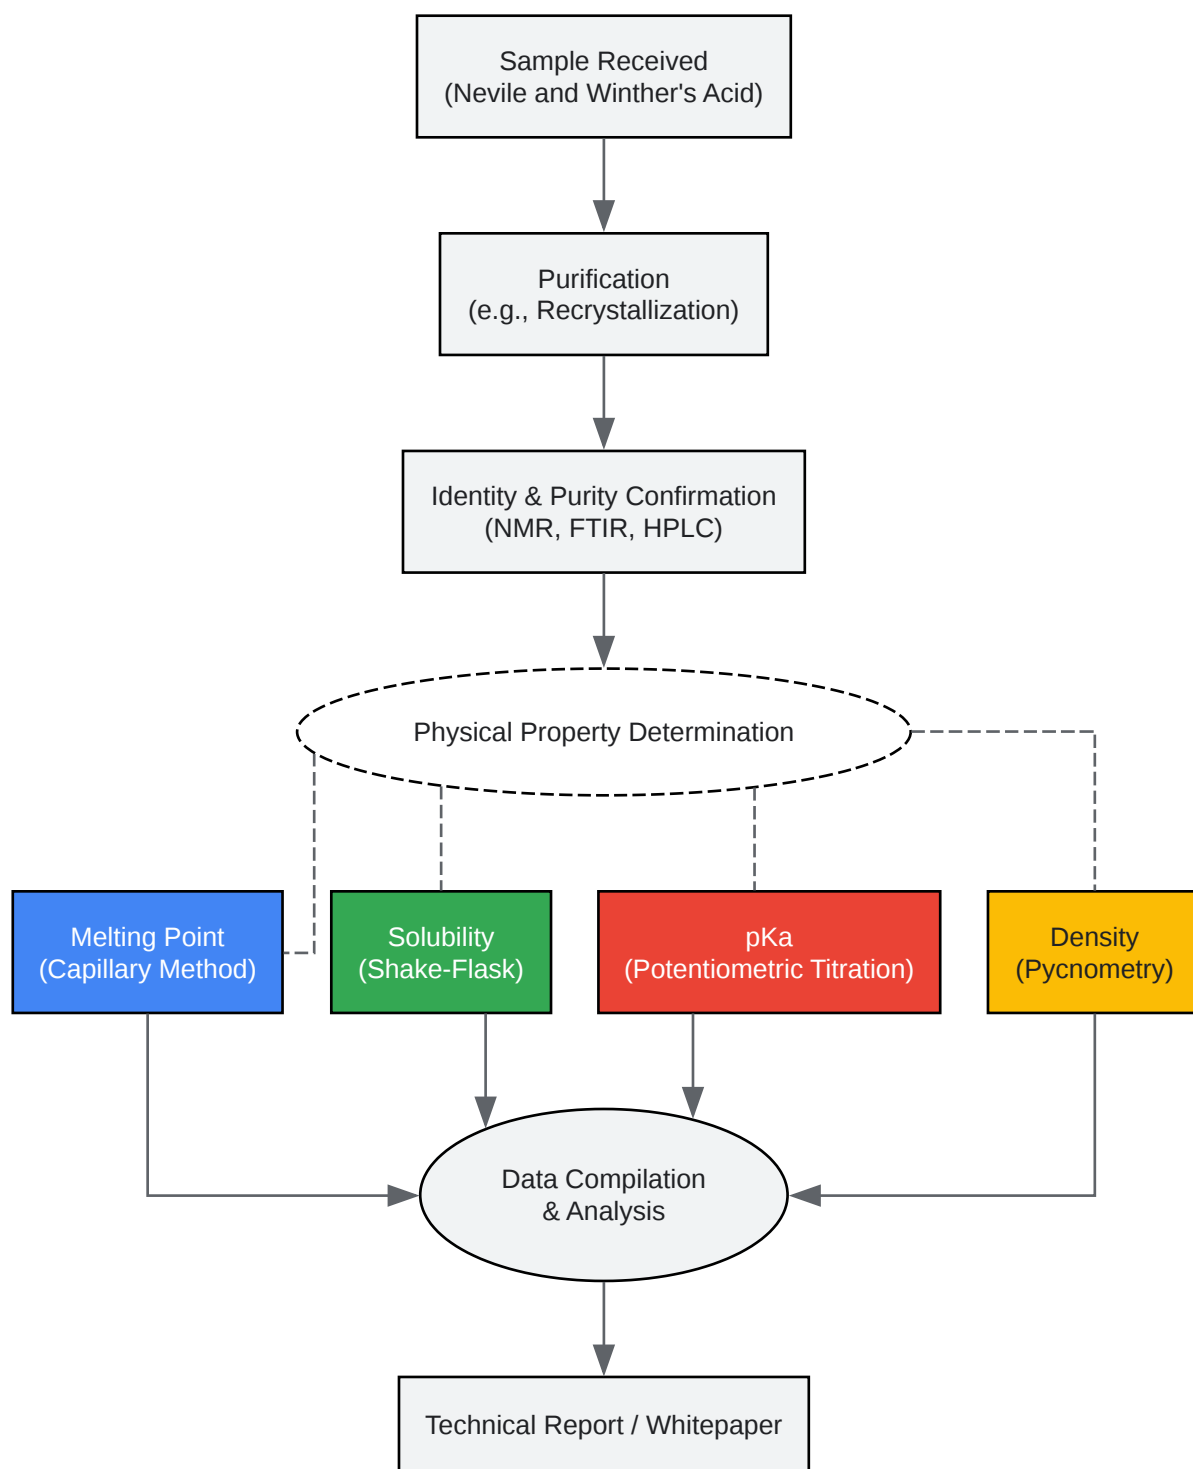 Sample Received
(Nevile and Winther's Acid)
Purification
(e.g., Recrystallization)
Identity & Purity Confirmation
(NMR, FTIR, HPLC)
Physical Property Determination
Melting Point
(Capillary Method)
Solubility
(Shake-Flask)
pKa
(Potentiometric Titration)
Density
(Pycnometry)
Data Compilation
& Analysis
Technical Report / Whitepaper